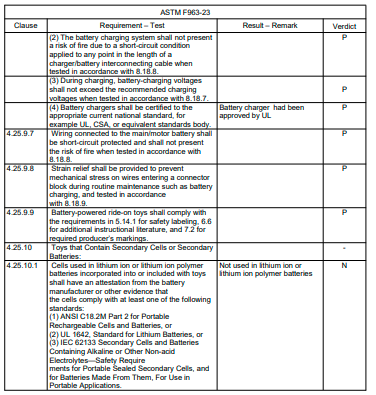 ASTM F963-23
Clause Requirement – Test Result – Remark Verdict
(2) The battery charging system shall not present P
a risk of fire due to a short-circuit condition
applied to any point in the length of a
charger/battery interconnecting cable when
tested in accordance with 8.18.8.
(3) During charging, battery-charging voltages
shall not exceed the recommended charging P
voltages when tested in accordance with 8.18.7.
(4) Battery chargers shall be certified to the Battery charger had been P
appropriate current national standard, for approved by UL
example UL, CSA, or equivalent standards body.
4.25.9.7 Wiring connected to the main/motor battery shall P
be short-circuit protected and shall not present
the risk of fire when tested in accordance with
8.18.8.
4.25.9.8 Strain relief shall be provided to prevent P
mechanical stress on wires entering a connector
block during routine maintenance such as battery
charging, and tested in accordance
with 8.18.9.
4.25.9.9 Battery-powered ride-on toys shall comply with P
the requirements in 5.14.1 for safety labeling, 6.6
for additional instructional literature, and 7.2 for
required producer's markings.
4.25.10 Toys that Contain Secondary Cells or Secondary -
Batteries:
4.25.10.1 Cells used in lithium ion or lithium ion polymer Not used in lithium ion or N
batteries incorporated into or included with toys lithium ion polymer batteries
shall have an attestation from the battery
manufacturer or other evidence that
the cells comply with at least one of the following
standards:
(1) ANSI C18.2M Part 2 for Portable
Rechargeable Cells and Batteries, or
(2) UL 1642, Standard for Lithium Batteries, or
(3) IEC 62133 Secondary Cells and Batteries
Containing Alkaline or Other Non-acid
Electrolytes—Safety Require
ments for Portable Sealed Secondary Cells, and
for Batteries Made From Them, For Use in
Portable Applications.